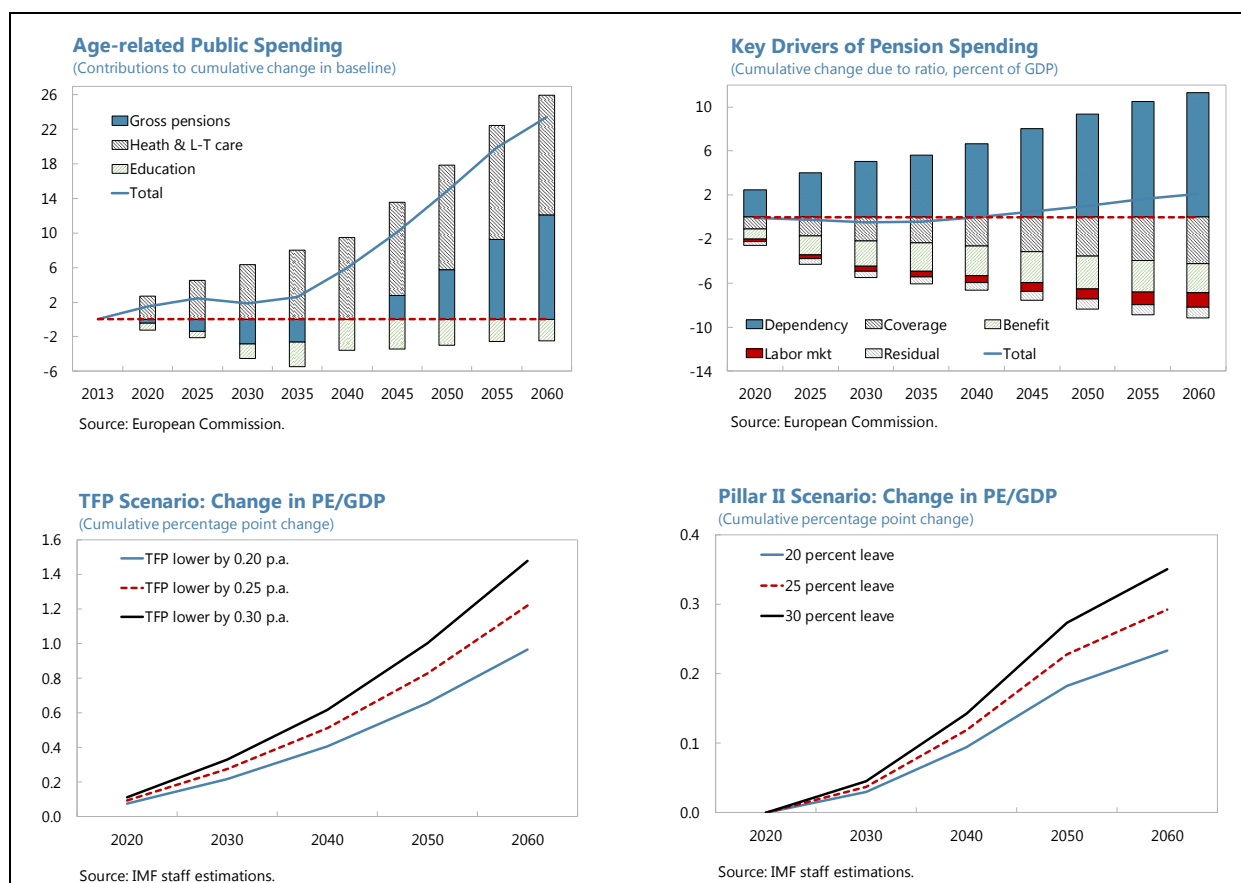 Age-related Public Spending
(Contributions to cumulative change in baseline)
26
22
18
14
10
6
2
-2
-6
Gross pensions
Heath & L-T care
Education
Total
2013 2020 2025 2030 2035 2040 2045 2050 2055 2060
Source: European Commission.
Key Drivers of Pension Spending
(Cumulative change due to ratio, percent of GDP)
10
6
2
-2
-6
-10
-14
Dependency Coverage Benefit
Labor mkt Residual Total
2020 2025 2030 2035 2040 2045 2050 2055 2060
Source: European Commission.
TFP Scenario: Change in PE/GDP
(Cumulative percentage point change)
1.6
1.4
1.2
1.0
0.8
0.6
0.4
0.2
0.0
TFP lower by 0.20 p.a.
TFP lower by 0.25 p.a.
TFP lower by 0.30 p.a.
2020 2030 2040 2050 2060
Source: IMF staff estimations.
Pillar II Scenario: Change in PE/GDP
(Cumulative percentage point change)
0.4
0.3
0.2
0.1
0.0
20 percent leave
25 percent leave
30 percent leave
2020 2030 2040 2050 2060
Source: IMF staff estimations.